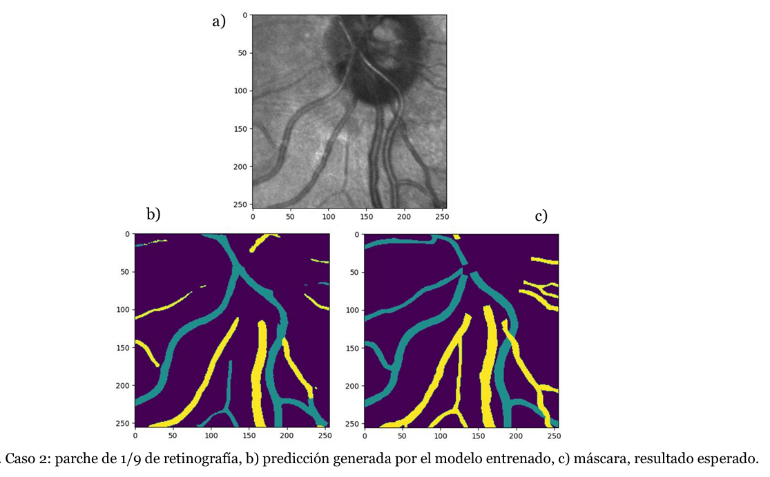 a)
0
50
100
150
200
250
0 50 100 150 200 250
b) c)
0 0
50 50
100 100
150 150
200 200
250 250
0 50 100 150 200 250 0 50 100 150 200 250
. Caso 2: parche de 1/9 de retinografía, b) predicción generada por el modelo entrenado, c) máscara, resultado esperado.